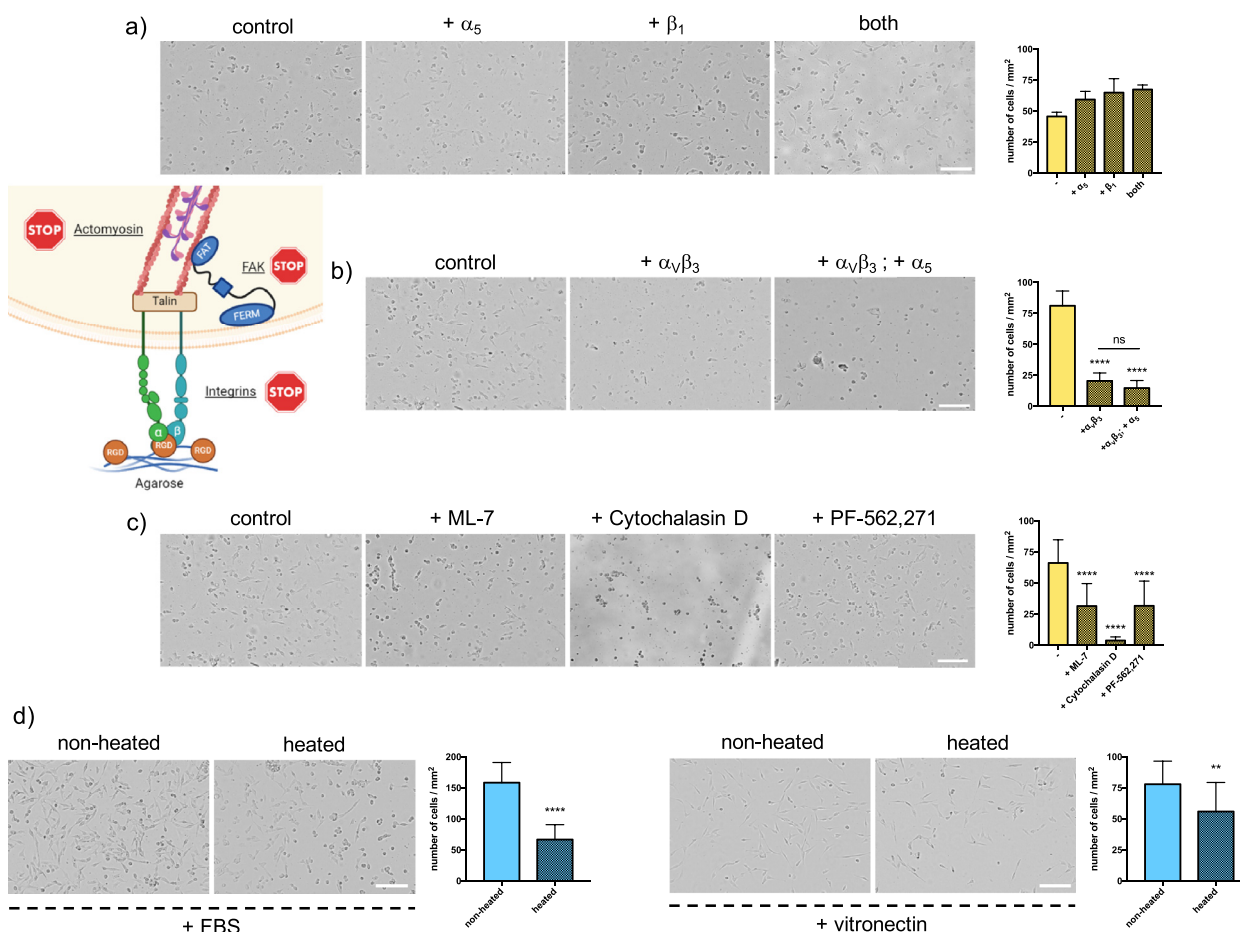 a)
control
+ α5
+ β1
both
number of cells / mm2
100
75
50
25
0
-
+ α5
+ β1
both
STOP
Actomyosin
FAT
FAK
STOP
Talin
FERM
Integrins
STOP
α
β
RGD
RGD
RGD
Agarose
b)
control
+ αVβ3
+ αVβ3 ; + α5
number of cells / mm2
100
75
50
25
0
ns
****
****
-
+αvβ3
+αvβ3; + α5
c)
control
+ ML-7
+ Cytochalasin D
+ PF-562,271
number of cells / mm2
100
75
50
25
0
****
****
****
-
+ ML-7
+ Cytochalasin D
+ PF-562,271
d)
non-heated
heated
number of cells / mm2
200
150
100
50
0
****
non-heated
heated
+ FBS
non-heated
heated
number of cells / mm2
100
75
50
25
0
**
non-heated
heated
+ vitronectin